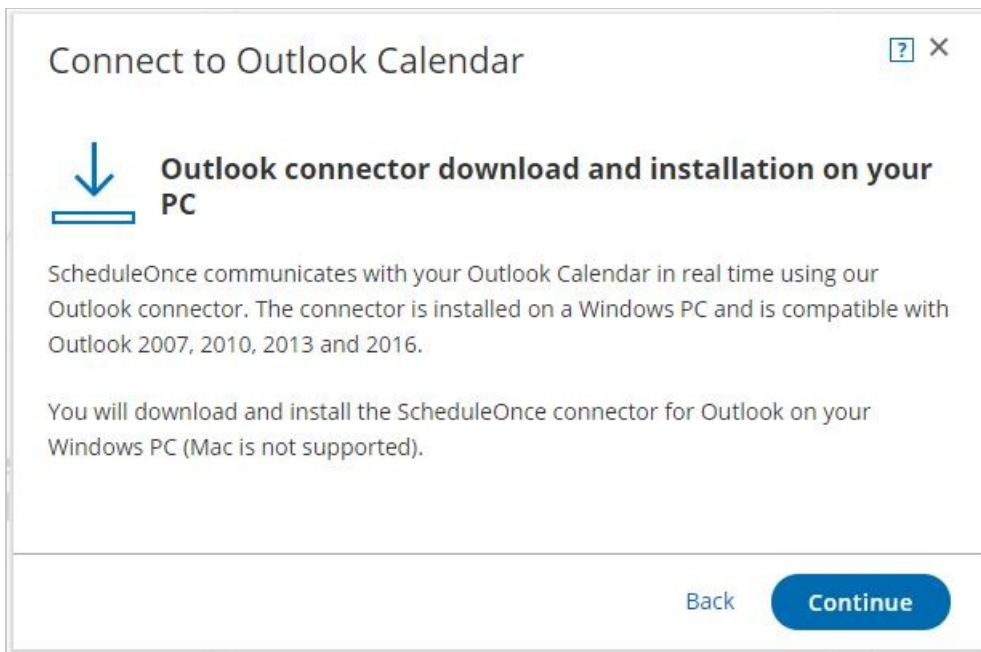 Connect to Outlook Calendar
?
Outlook connector download and installation on your
PC
ScheduleOnce communicates with your Outlook Calendar in real time using our
Outlook connector. The connector is installed on a Windows PC and is compatible with
Outlook 2007, 2010, 2013 and 2016.
You will download and install the ScheduleOnce connector for Outlook on your
Windows PC (Mac is not supported).
Back Continue